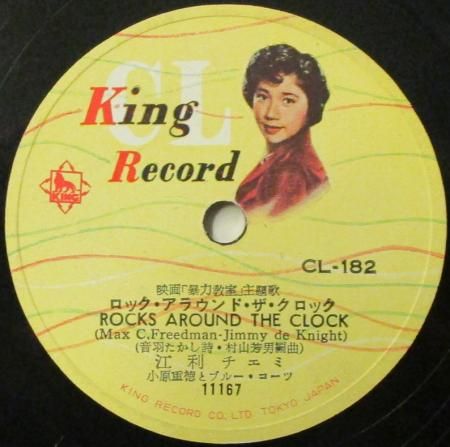 CL
King
Record
KING
CL-182
映画「暴力教室」主題歌
ロック・アラウンド・ザ・クロック
ROCKS AROUND THE CLOCK
(Max C.Freedman-Jimmy de Knight)
(音羽たかし詩・村山芳男編曲)
江利チエミ
小原重徳とブルー・コーツ
11167
KING RECORD CO., LTD. TOKYO JAPAN